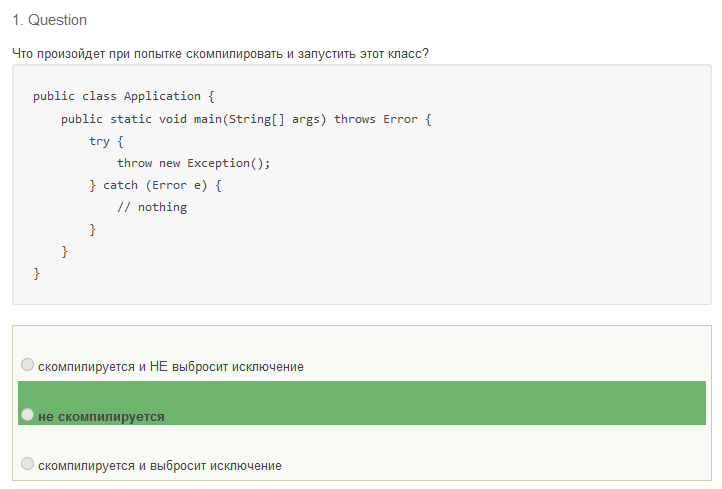 1. Question
Что произойдет при попытке скомпилировать и запустить этот класс?
public class Application {
    public static void main(String[] args) throws Error {
        try {
            throw new Exception();
        } catch (Error e) {
            // nothing
        }
    }
}
скомпилируется и НЕ выбросит исключение
не скомпилируется
скомпилируется и выбросит исключение